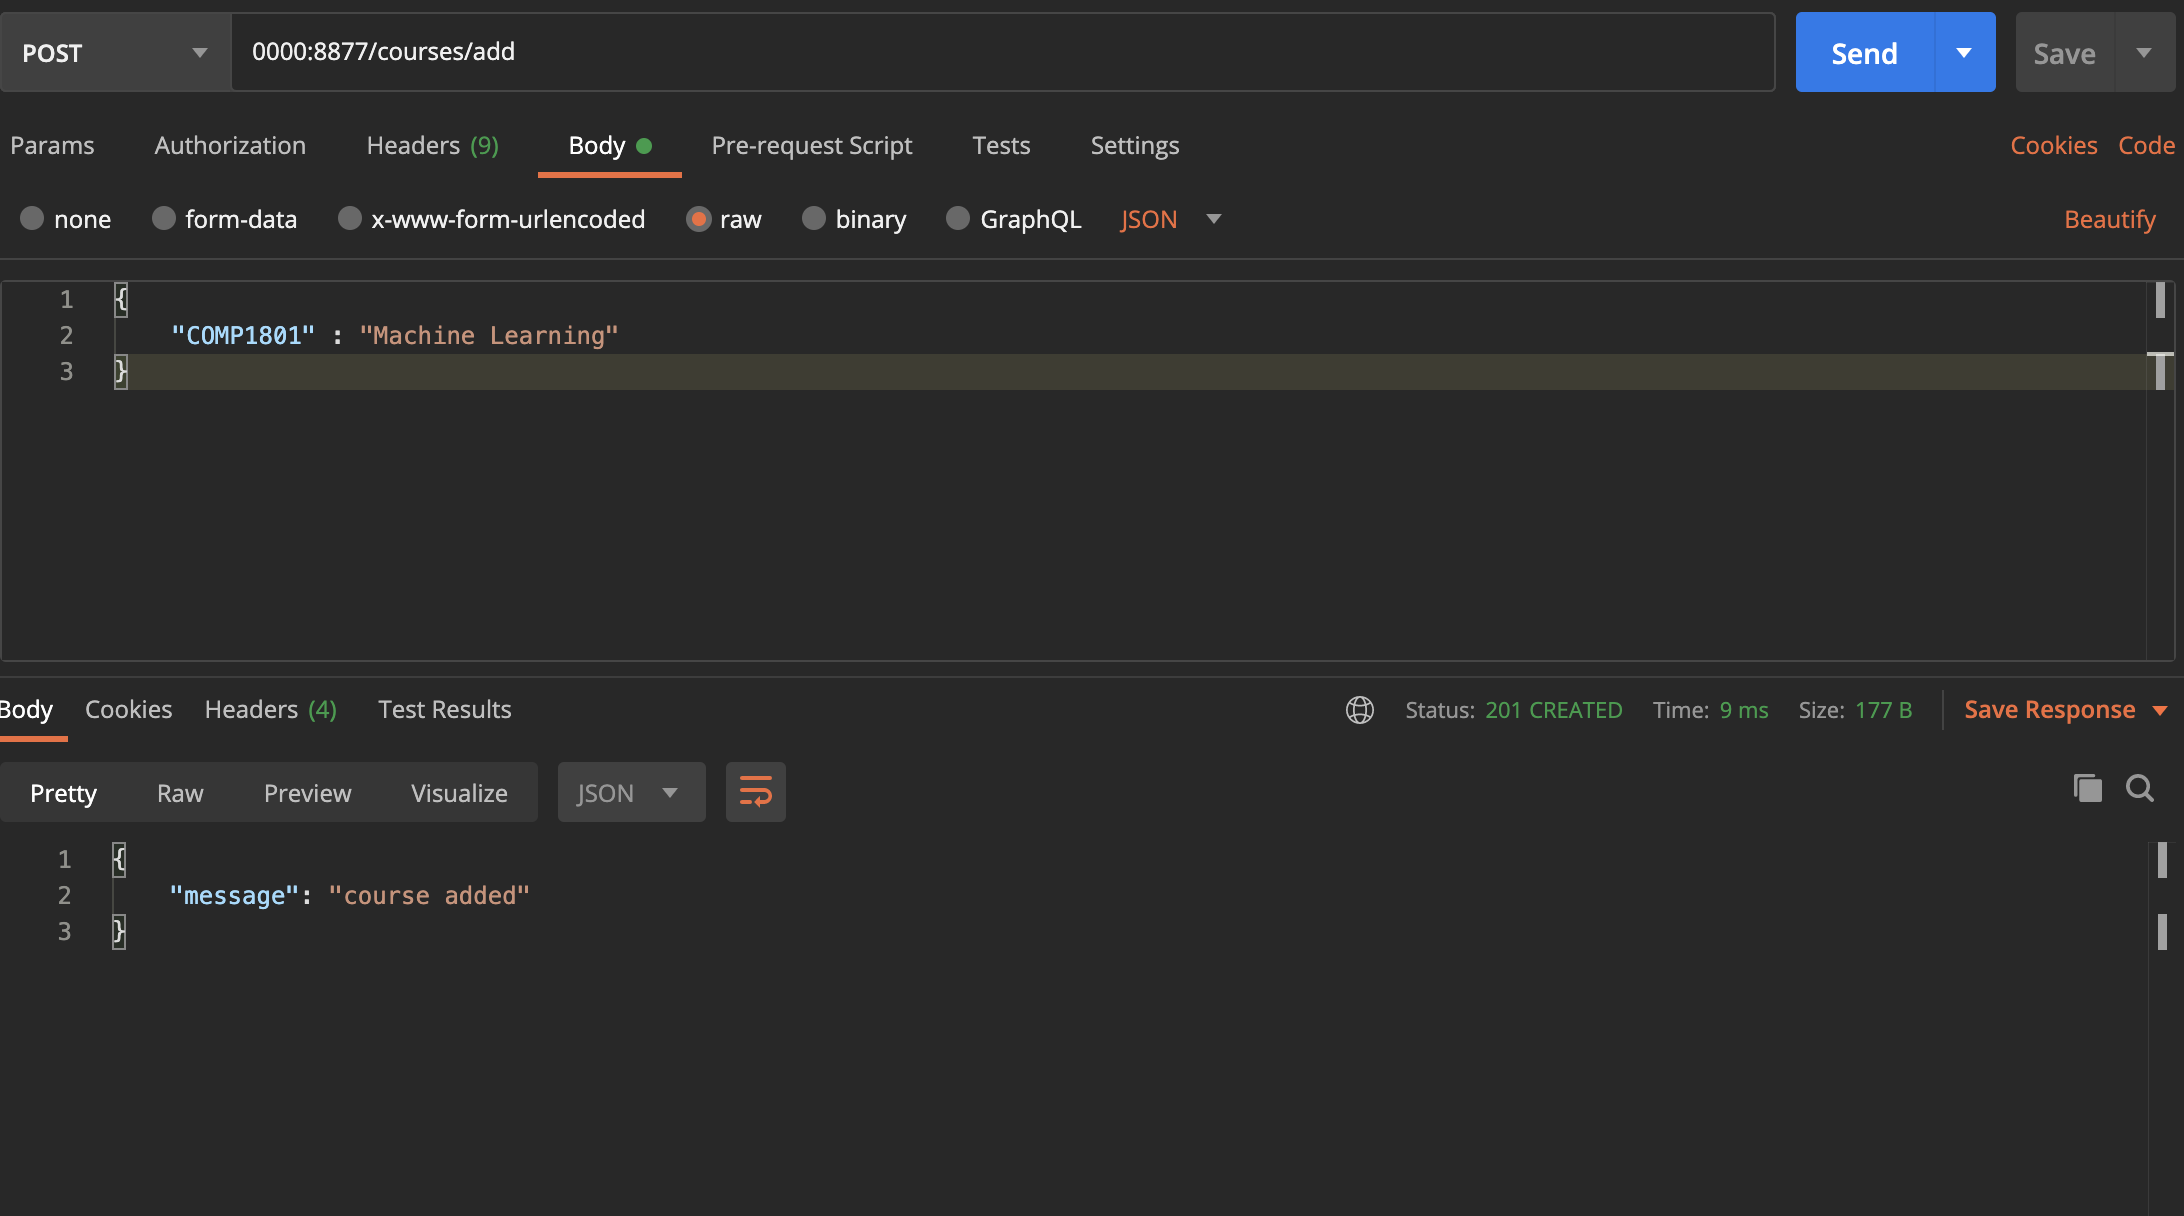 POST 0000:8877/courses/add Send Save
Params Authorization Headers (9) Body Pre-request Script Tests Settings Cookies Code
none form-data x-www-form-urlencoded raw binary GraphQL JSON Beautify
1 {
2 "COMP1801" : "Machine Learning"
3 }
Body Cookies Headers (4) Test Results Status: 201 CREATED Time: 9 ms Size: 177 B Save Response
Pretty Raw Preview Visualize JSON
1 {
2 "message": "course added"
3 }